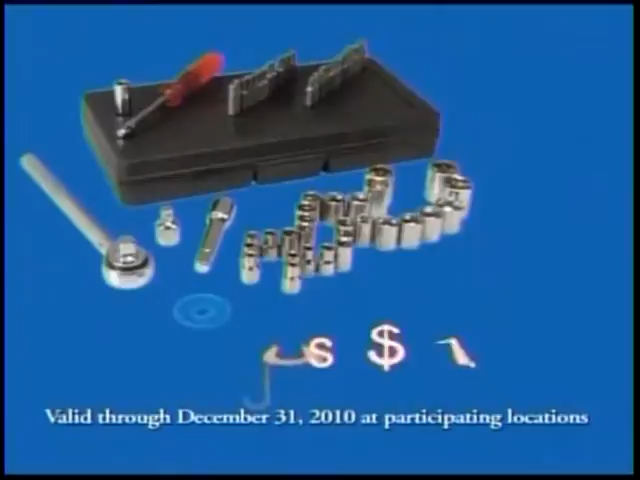 s $
Valid through December 31, 2010 at participating locations